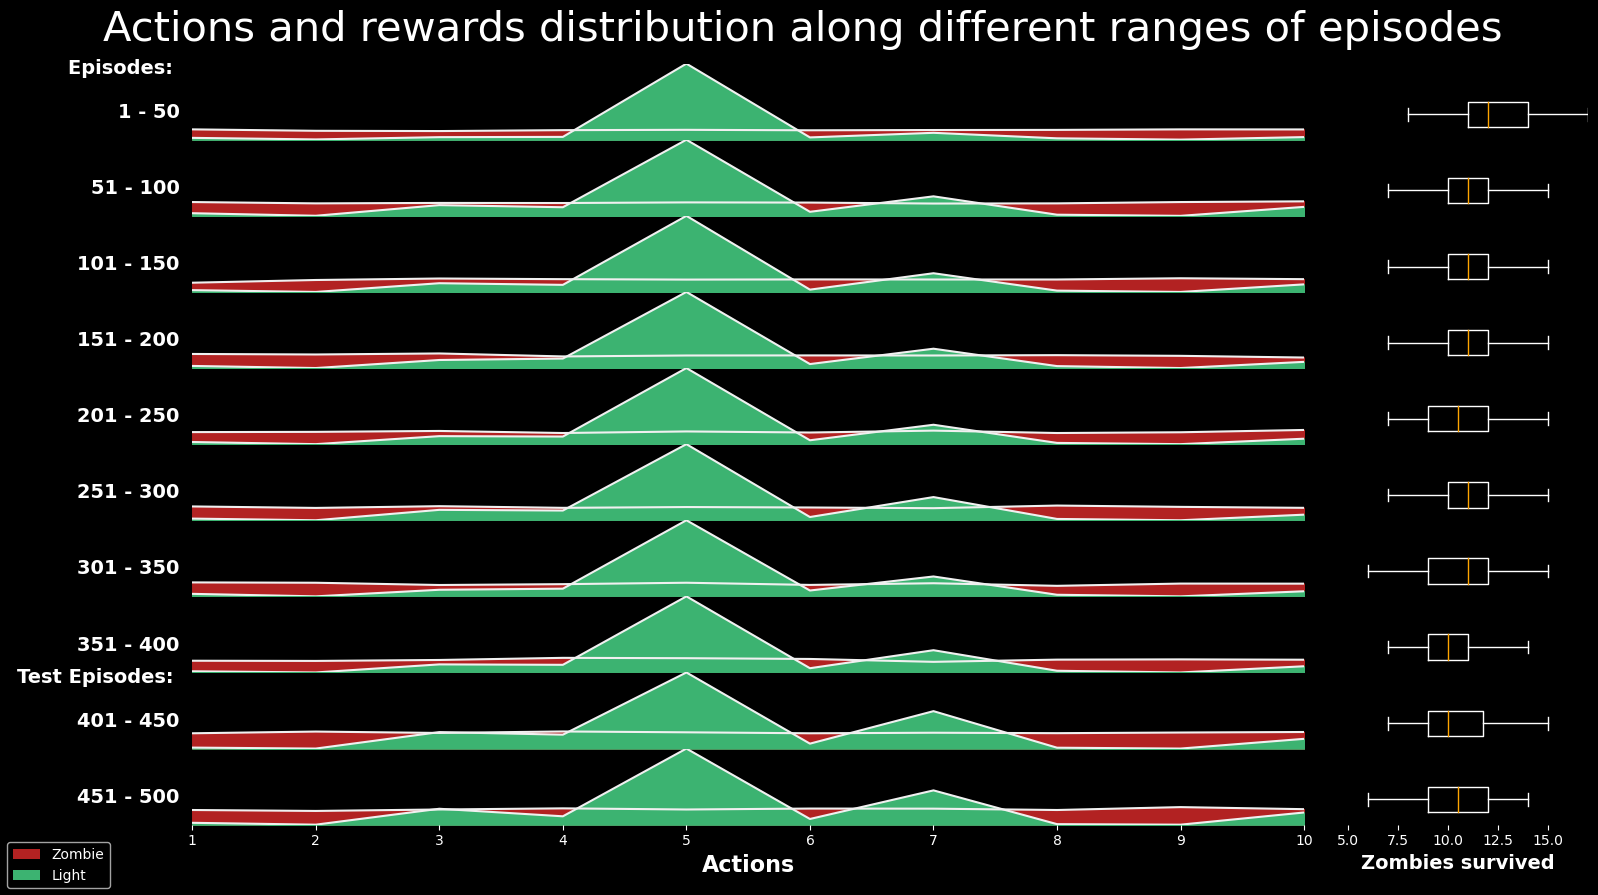 Actions and rewards distribution along different ranges of episodes
Episodes:
1 - 50
51 - 100
101 - 150
151 - 200
201 - 250
251 - 300
301 - 350
351 - 400
Test Episodes:
401 - 450
451 - 500
1 2 3 4 5 6 7 8 9 10
5.0 7.5 10.0 12.5 15.0
Actions
Zombies survived
Zombie
Light